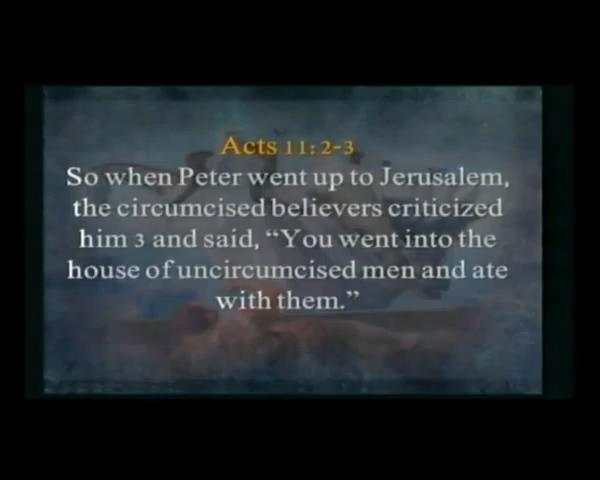 Acts 11:2-3
So when Peter went up to Jerusalem,
the circumcised believers criticized
him 3 and said, “You went into the
house of uncircumcised men and ate
with them.”